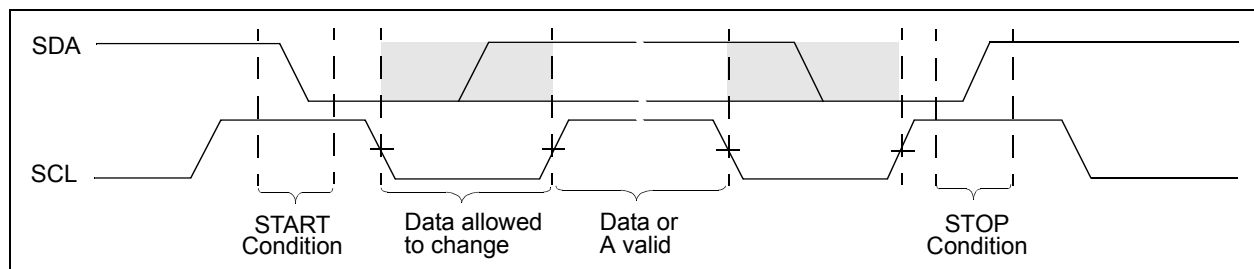 SDA
SCL
START
Condition
Data allowed
to change
Data or
A valid
STOP
Condition